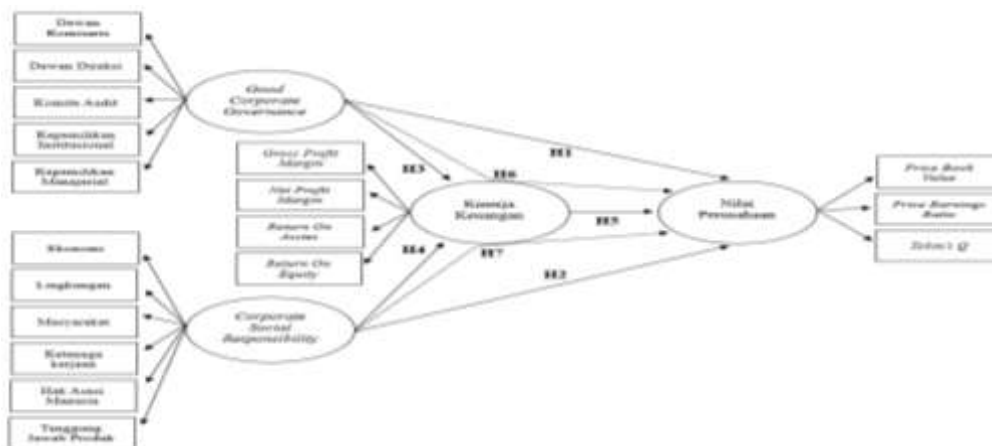 Dewan
Komisaris
Dewan Direksi
Komite Audit
Kepemilikan
Institusional
Kepemilikan
Manajerial
Good
Corporate
Governance
H1
Gross Profit
Margin
Net Profit
Margin
Return On
Assets
Return On
Equity
H3
H6
Kinerja
Keuangan
H5
Nilai
Perusahaan
Price Book
Value
Price Earnings
Ratio
Tobin's Q
H4
H7
H2
Ekonomi
Lingkungan
Masyarakat
Ketenaga
kerjaan
Hak Asasi
Manusia
Tanggung
Jawab Produk
Corporate
Social
Responsibility